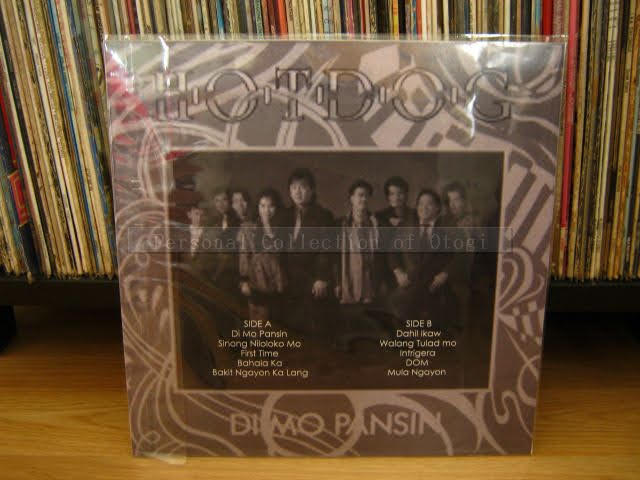 H·O·T·D·O·G
[ Personal Collection of Otogi ]
SIDE A
Di Mo Pansin
Sinong Niloloko Mo
First Time
Bahala Ka
Bakit Ngayon Ka Lang
SIDE B
Dahil Ikaw
Walang Tulad mo
Intrigera
DOM
Mula Ngayon
DI MO PANSIN